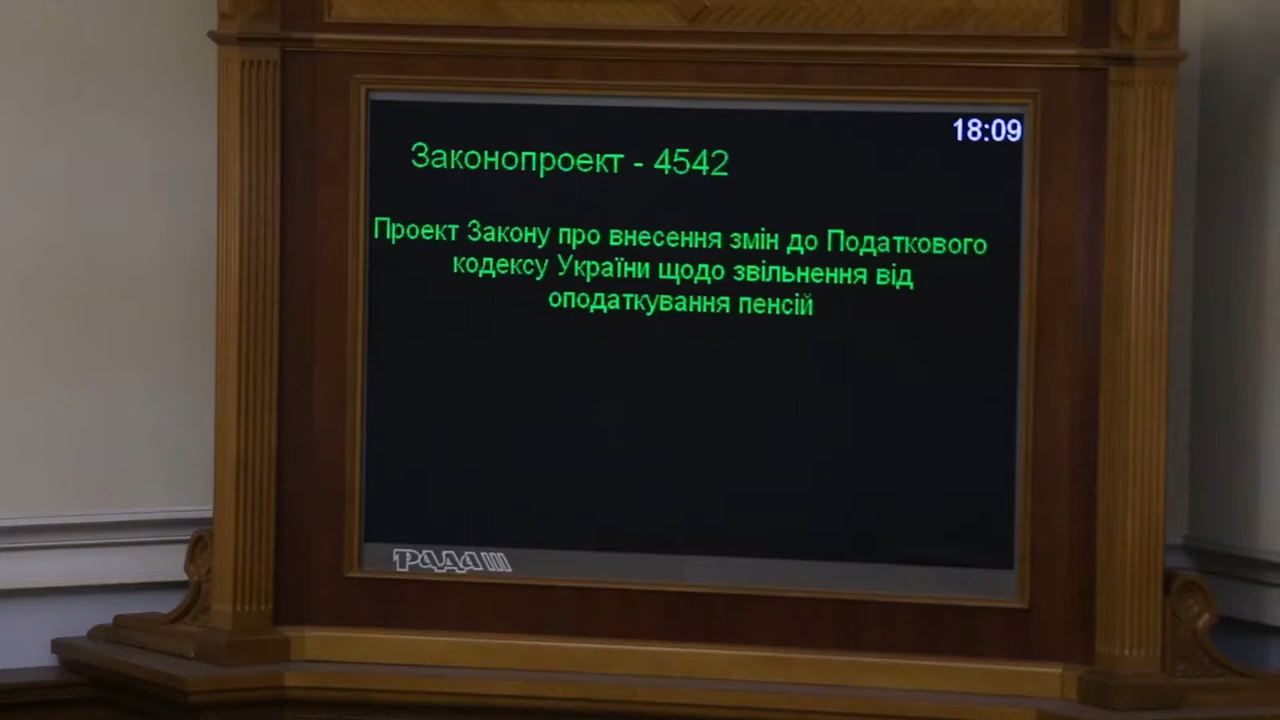 18:09
Законопроект - 4542
Проект Закону про внесення змін до Податкового
кодексу України щодо звільнення від
оподаткування пенсій
РАДА III